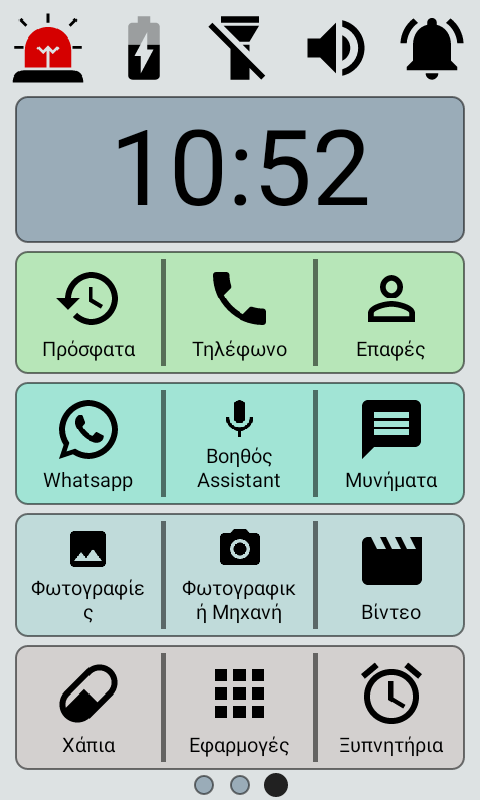 10:52
Πρόσφατα
Τηλέφωνο
Επαφές
Whatsapp
Βοηθός
Assistant
Μυνήματα
Φωτογραφίε
ς
Φωτογραφικ
ή Μηχανή
Βίντεο
Χάπια
Εφαρμογές
Ξυπνητήρια